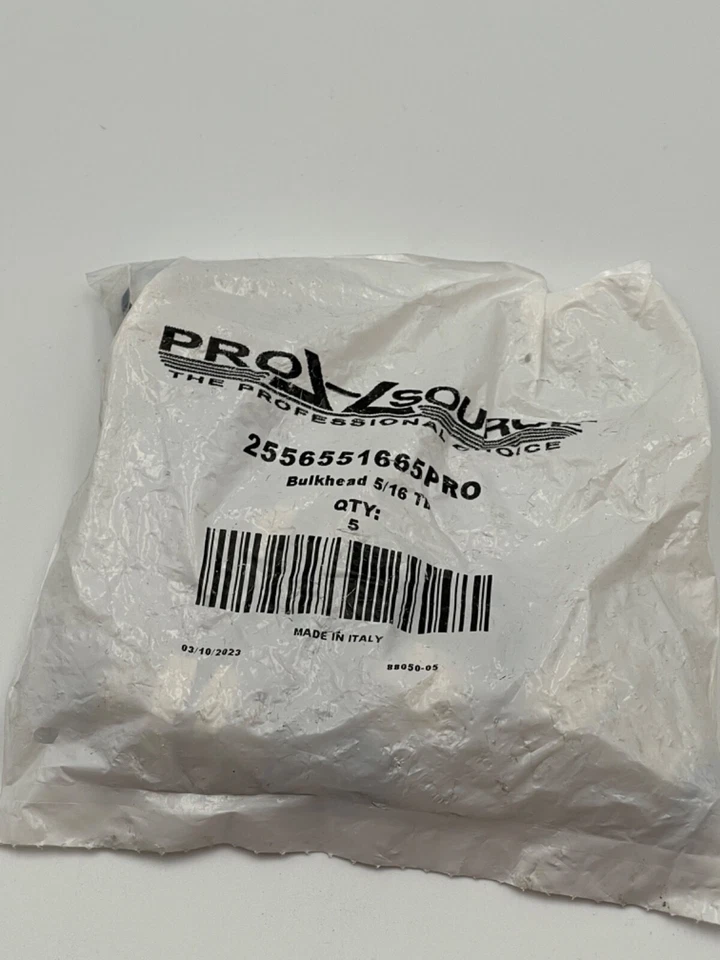 PRO SOURCE
THE PROFESSIONAL CHOICE
2556551665PRO
Bulkhead 5/16
QTY:
5
MADE IN ITALY
03/10/2023
BB050-05